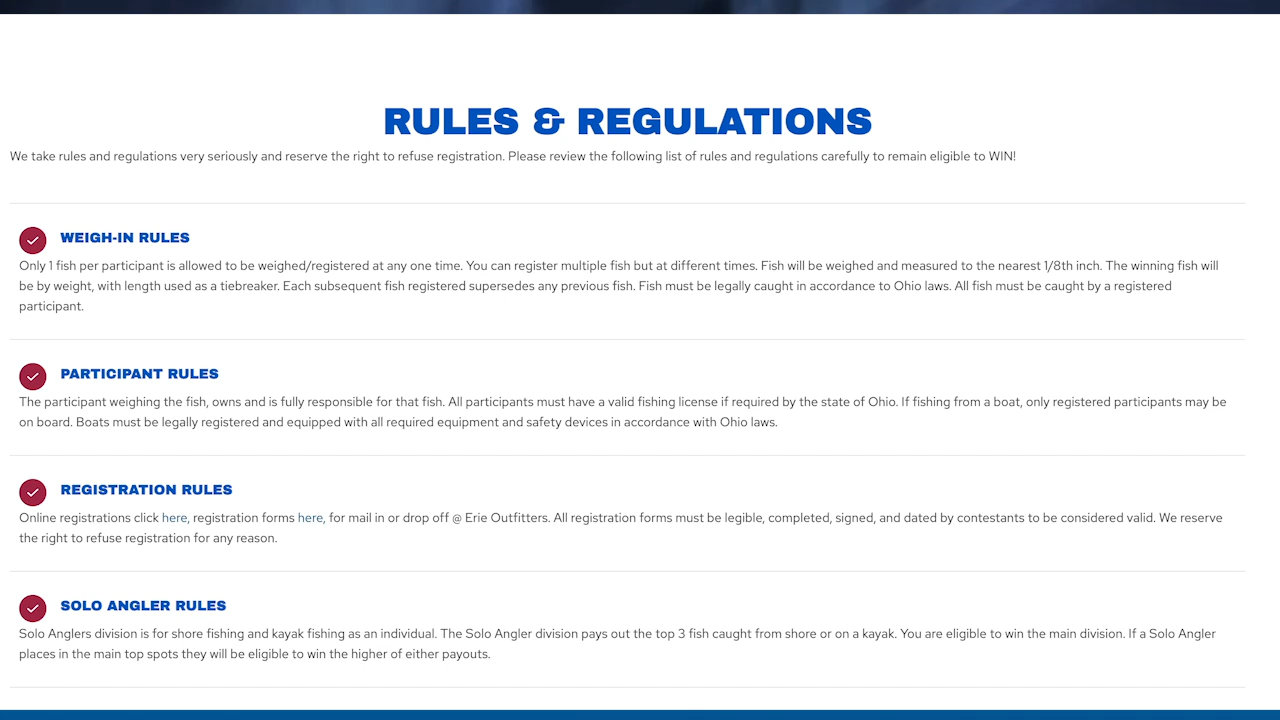 RULES & REGULATIONS
We take rules and regulations very seriously and reserve the right to refuse registration. Please review the following list of rules and regulations carefully to remain eligible to WIN!
WEIGH-IN RULES
Only 1 fish per participant is allowed to be weighed/registered at any one time. You can register multiple fish but at different times. Fish will be weighed and measured to the nearest 1/8th inch. The winning fish will
be by weight, with length used as a tiebreaker. Each subsequent fish registered supersedes any previous fish. Fish must be legally caught in accordance to Ohio laws. All fish must be caught by a registered
participant.
PARTICIPANT RULES
The participant weighing the fish, owns and is fully responsible for that fish. All participants must have a valid fishing license if required by the state of Ohio. If fishing from a boat, only registered participants may be
on board. Boats must be legally registered and equipped with all required equipment and safety devices in accordance with Ohio laws.
REGISTRATION RULES
Online registrations click here, registration forms here, for mail in or drop off @ Erie Outfitters. All registration forms must be legible, completed, signed, and dated by contestants to be considered valid. We reserve
the right to refuse registration for any reason.
SOLO ANGLER RULES
Solo Anglers division is for shore fishing and kayak fishing as an individual. The Solo Angler division pays out the top 3 fish caught from shore or on a kayak. You are eligible to win the main division. If a Solo Angler
places in the main top spots they will be eligible to win the higher of either payouts.